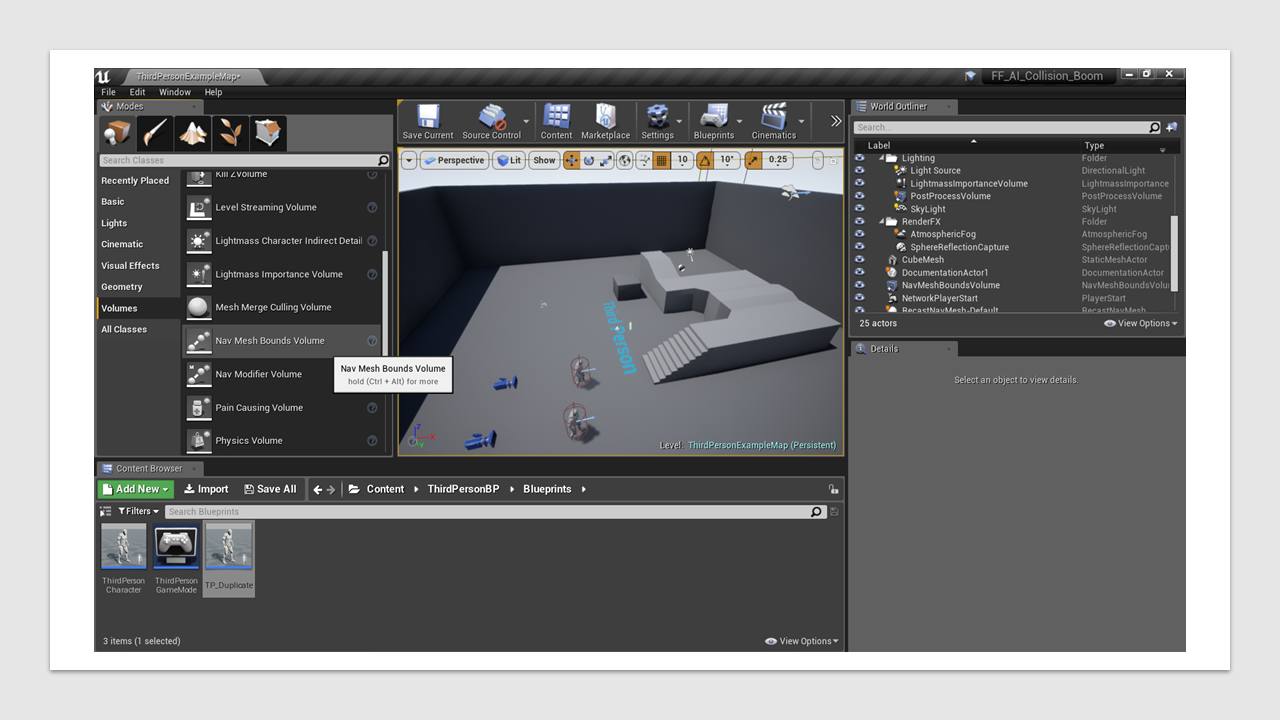 ThirdPersonExampleMap*
FF_AI_Collision_Boom
File Edit Window Help
Modes
Search Classes
Recently Placed
Basic
Lights
Cinematic
Visual Effects
Geometry
Volumes
All Classes
Kill ZVolume
Level Streaming Volume
Lightmass Character Indirect Detail
Lightmass Importance Volume
Mesh Merge Culling Volume
Nav Mesh Bounds Volume
Nav Modifier Volume
Pain Causing Volume
Physics Volume
Nav Mesh Bounds Volume
hold (Ctrl + Alt) for more
Save Current Source Control Content Marketplace Settings Blueprints Cinematics
Perspective Lit Show 10 10° 0.25
ThirdPerson
Level: ThirdPersonExampleMap (Persistent)
World Outliner
Search...
Label Type
Lighting Folder
Light Source DirectionalLight
LightmassImportanceVolume LightmassImportance
PostProcessVolume PostProcessVolume
SkyLight SkyLight
RenderFX Folder
AtmosphericFog AtmosphericFog
SphereReflectionCapture SphereReflectionCapt
CubeMesh StaticMeshActor
DocumentationActor1 DocumentationActor
NavMeshBoundsVolume NavMeshBoundsVolu
NetworkPlayerStart PlayerStart
RecastNavMesh-Default RecastNavMesh
25 actors View Options
Details
Select an object to view details.
Content Browser
Add New Import Save All Content ThirdPersonBP Blueprints
Filters Search Blueprints
ThirdPerson
Character
ThirdPerson
GameMode
TP_Duplicate
3 items (1 selected) View Options